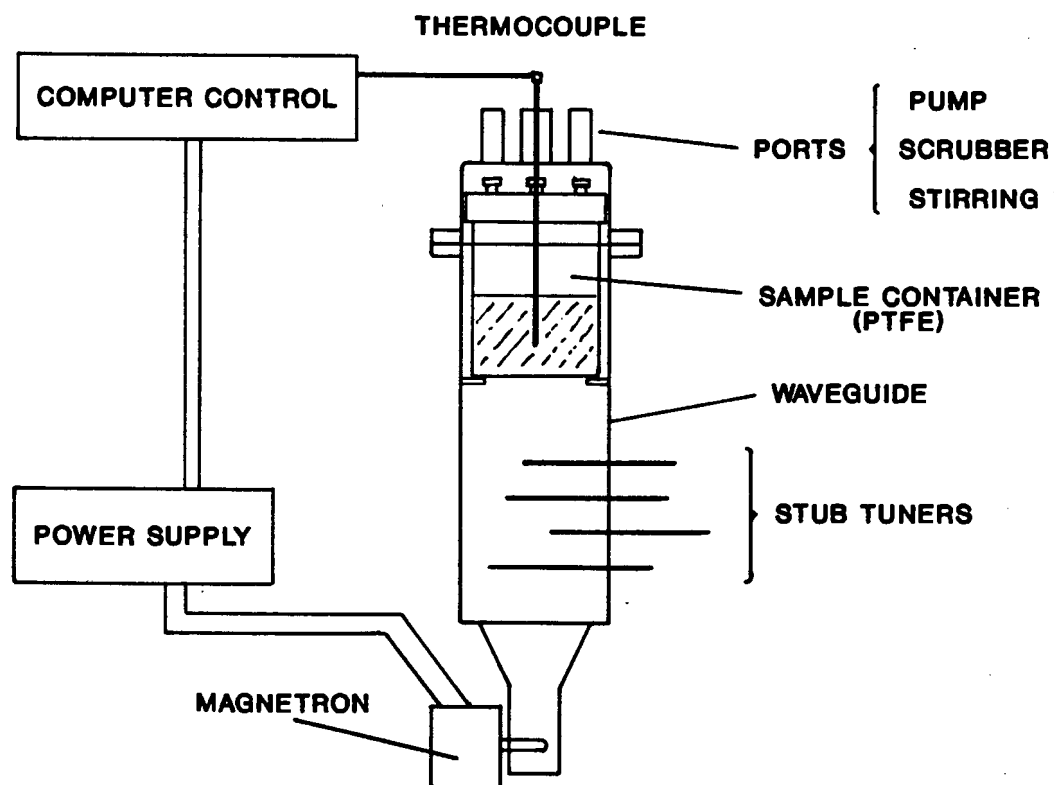 THERMOCOUPLE
COMPUTER CONTROL
PORTS
PUMP
SCRUBBER
STIRRING
SAMPLE CONTAINER
(PTFE)
WAVEGUIDE
STUB TUNERS
POWER SUPPLY
MAGNETRON